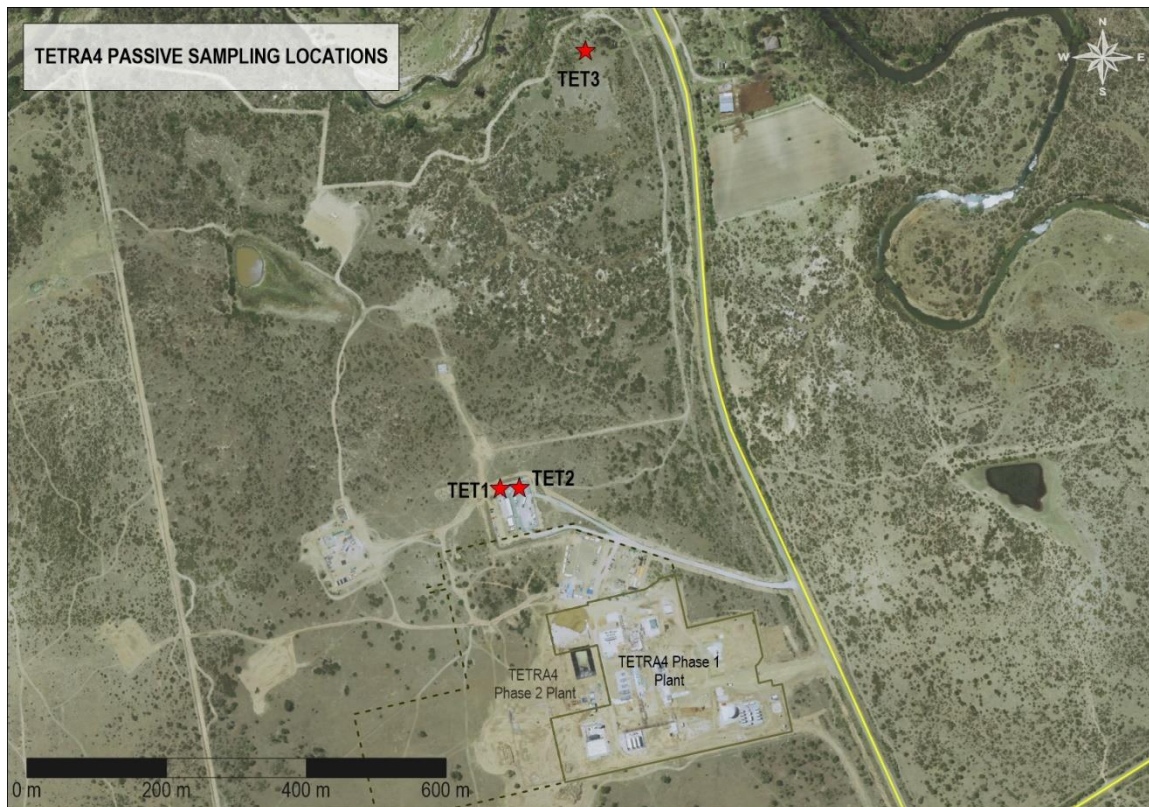 TETRA4 PASSIVE SAMPLING LOCATIONS
N
W E
S
TET3
TET1
TET2
TETRA4 Phase 1
Plant
TETRA4
Phase 2 Plant
0 m 200 m 400 m 600 m